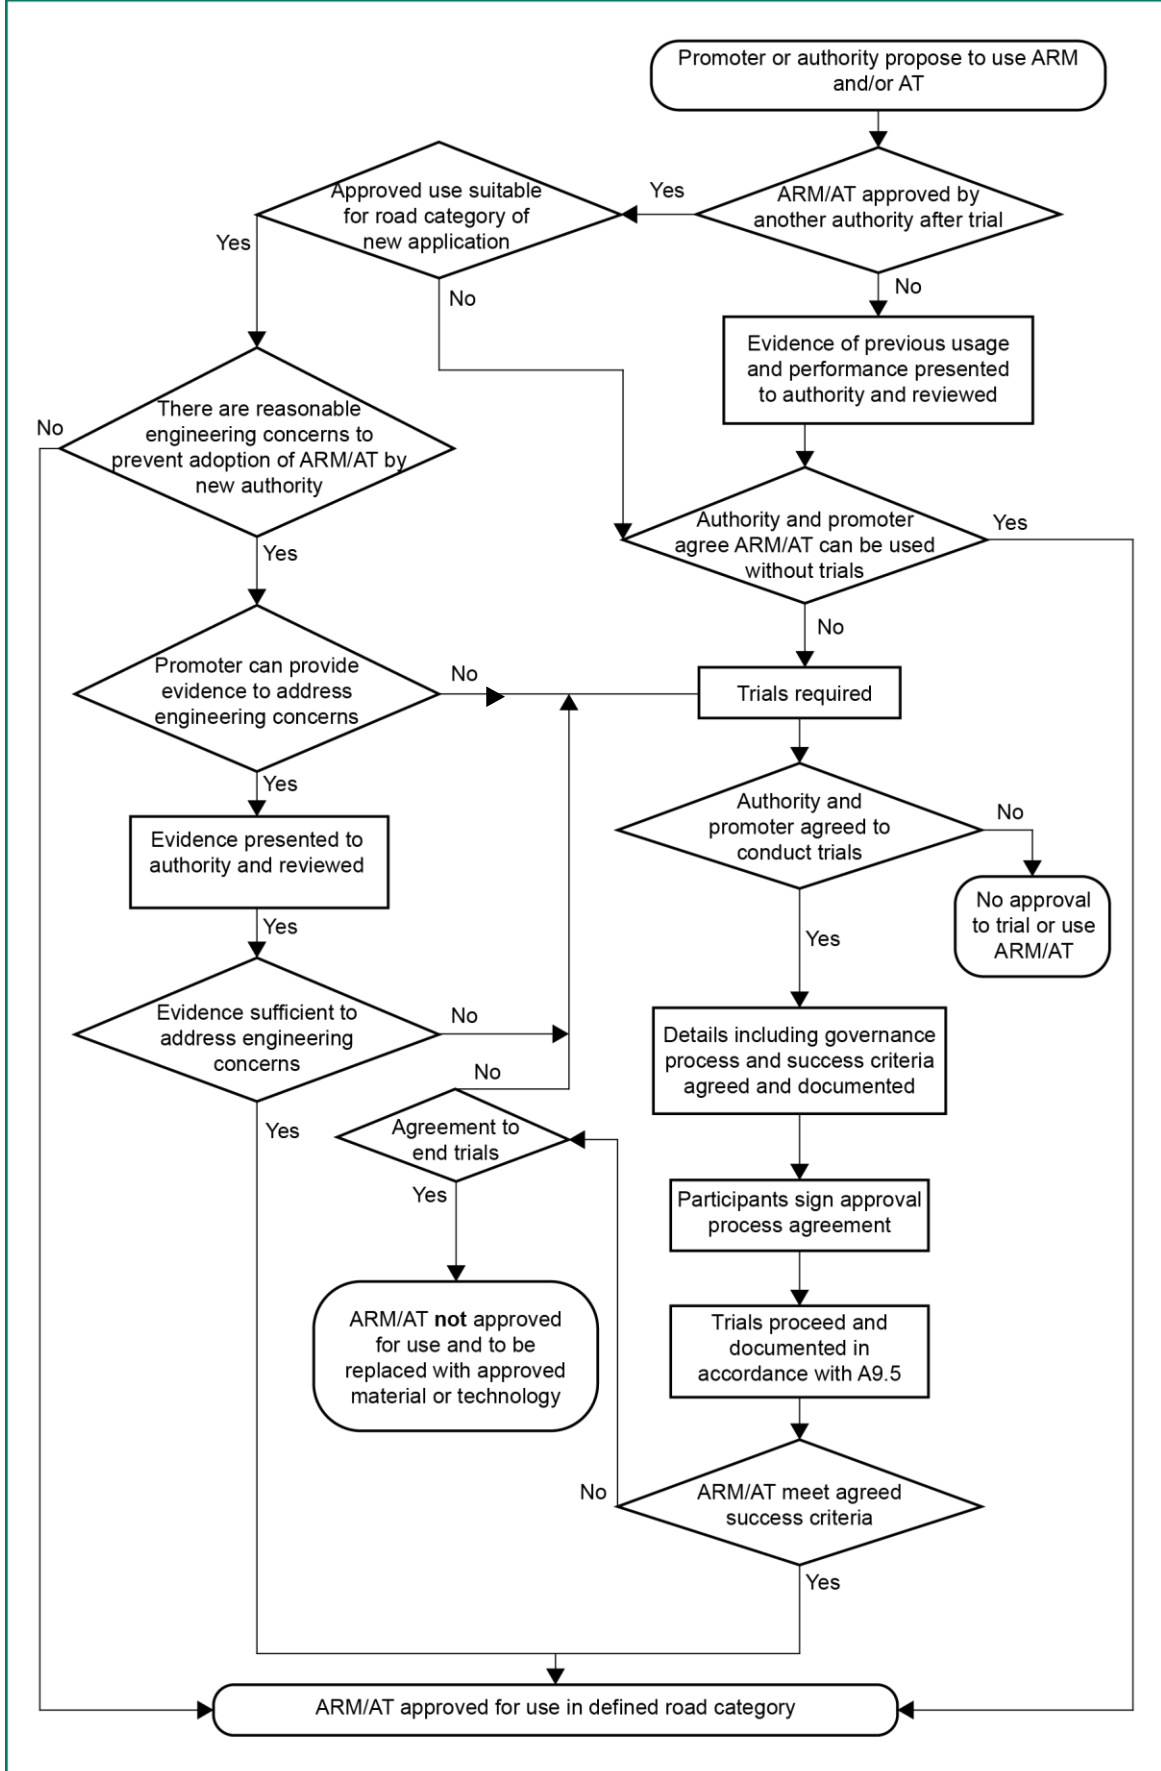 Promoter or authority propose to use ARM
and/or AT
ARM/AT approved by
another authority after trial
Yes
Approved use suitable
for road category of
new application
Yes
No
No
Evidence of previous usage
and performance presented
to authority and reviewed
There are reasonable
engineering concerns to
prevent adoption of ARM/AT by
new authority
No
Yes
Authority and promoter
agree ARM/AT can be used
without trials
Yes
No
Promoter can provide
evidence to address
engineering concerns
No
Yes
Trials required
Evidence presented to
authority and reviewed
Yes
Authority and
promoter agreed to
conduct trials
No
Yes
No approval
to trial or use
ARM/AT
Evidence sufficient to
address engineering
concerns
No
Yes
Details including governance
process and success criteria
agreed and documented
No
Agreement to
end trials
Yes
Participants sign approval
process agreement
ARM/AT not approved
for use and to be
replaced with approved
material or technology
Trials proceed and
documented in
accordance with A9.5
No
ARM/AT meet agreed
success criteria
Yes
ARM/AT approved for use in defined road category